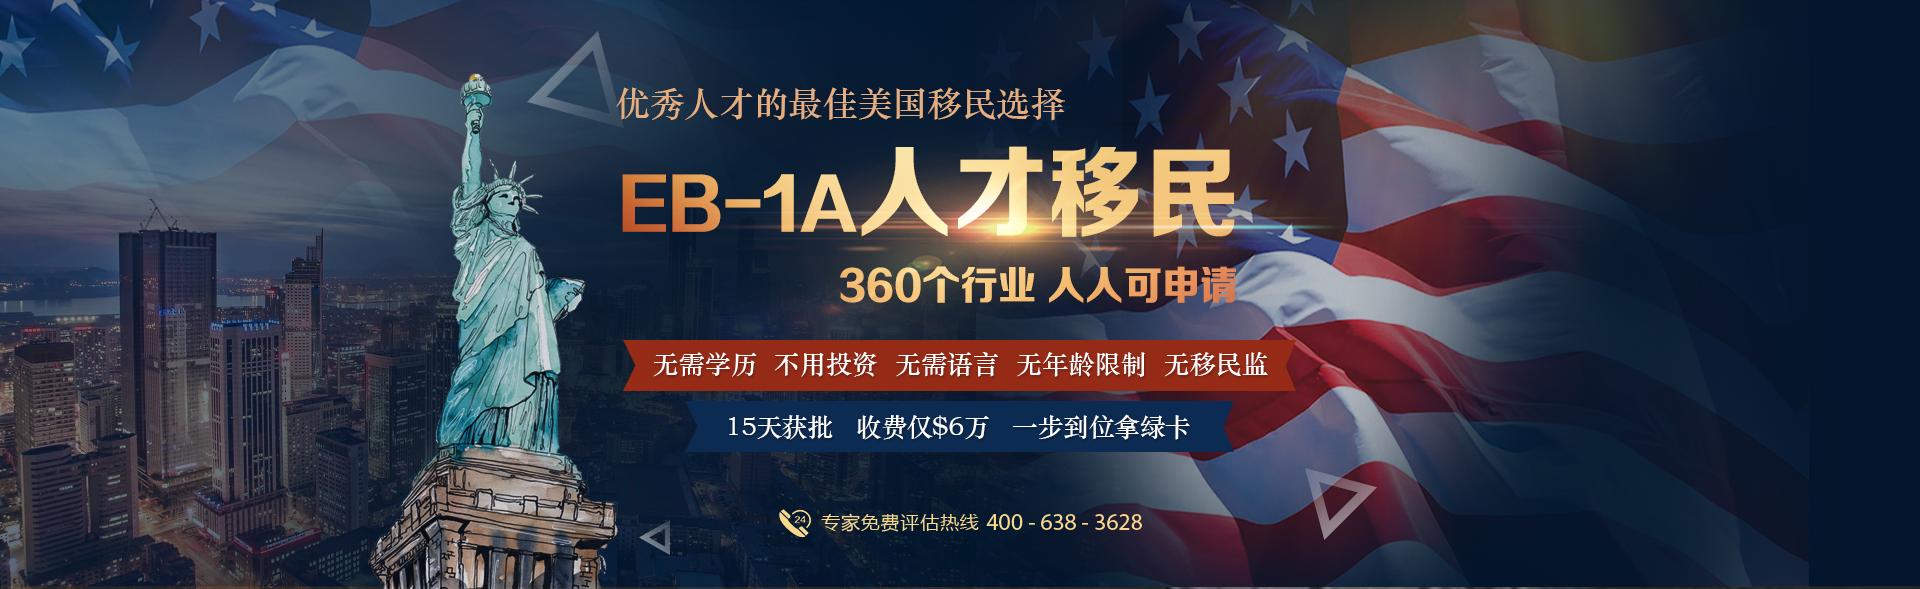 优秀人才的最佳美国移民选择
EB-1A人才移民
360个行业 人人可申请
无需学历 不用投资 无需语言 无年龄限制 无移民监
15天获批 收费仅$6万 一步到位拿绿卡
24 专家免费评估热线 400 - 638 - 3628